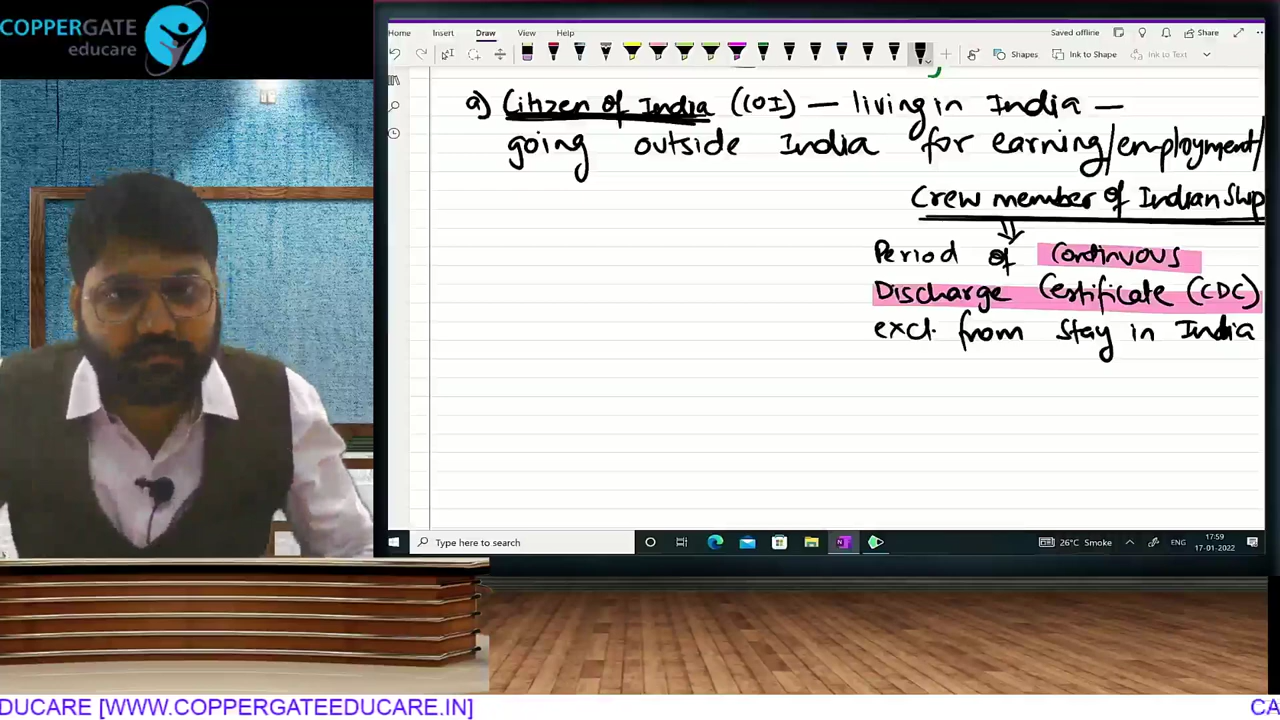 COPPERGATE
educare
Home Insert Draw View Help
Saved offline
Share
Shapes
Ink to Shape
Ink to Text
a) Citizen of India (COI) — living in India —
going outside India for earning/employment/
Crew member of Indian Ship
Period of Continuous
Discharge Certificate (CDC)
excl. from stay in India
Type here to search
26°C Smoke
ENG
17:59
17-01-2022
DUCARE [WWW.COPPERGATEEDUCARE.IN]
CA